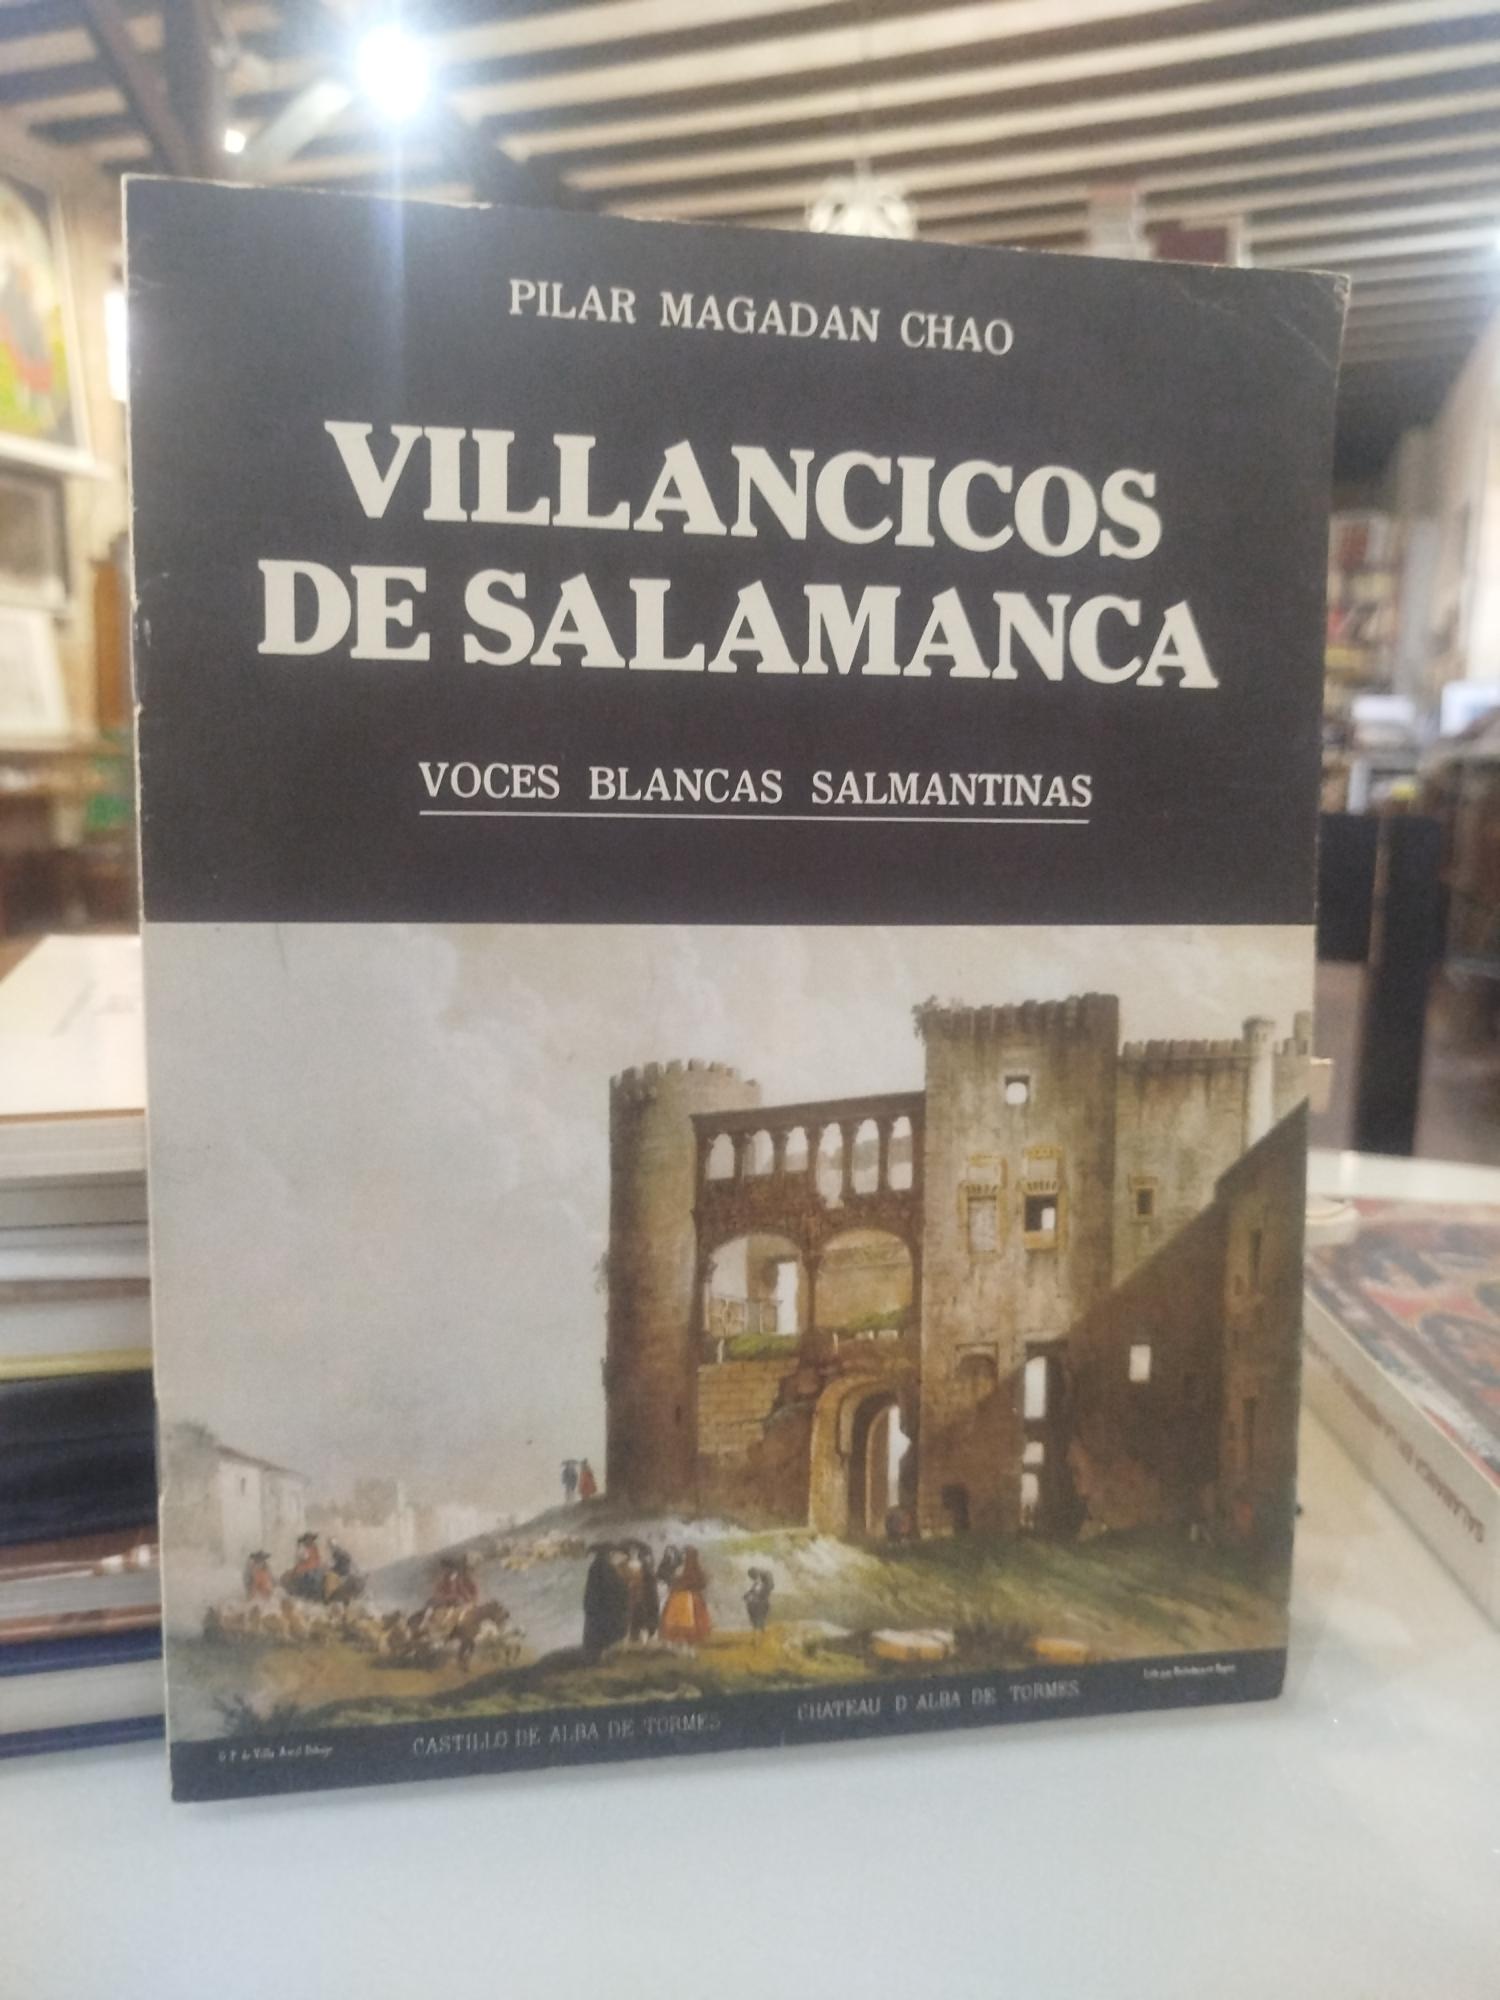 PILAR MAGADAN CHAO
VILLANCICOS
DE SALAMANCA
VOCES BLANCAS SALMANTINAS
CASTILLO DE ALBA DE TORMES
CHATEAU D ALBA DE TORMES